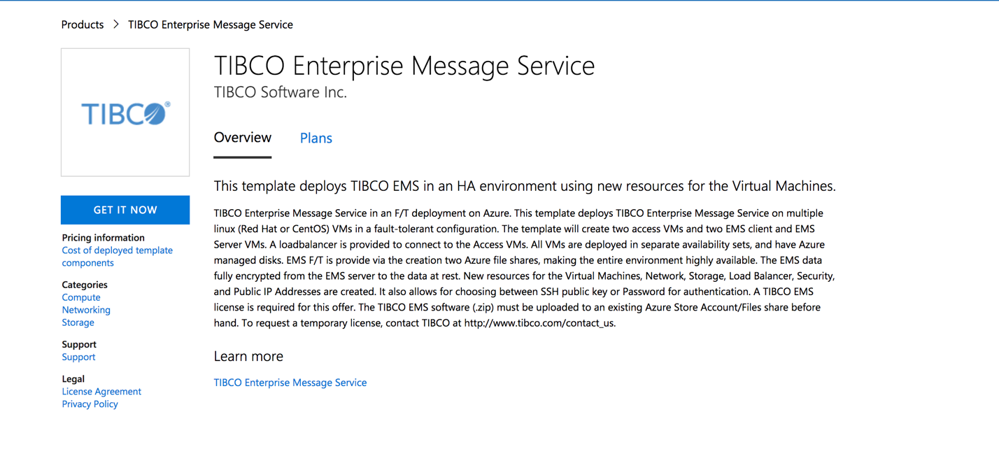 Products > TIBCO Enterprise Message Service
TIBCO®
TIBCO Enterprise Message Service
TIBCO Software Inc.
Overview Plans
GET IT NOW
Pricing information
Cost of deployed template
components
Categories
Compute
Networking
Storage
Support
Support
Legal
License Agreement
Privacy Policy
This template deploys TIBCO EMS in an HA environment using new resources for the Virtual Machines.
TIBCO Enterprise Message Service in an F/T deployment on Azure. This template deploys TIBCO Enterprise Message Service on multiple
linux (Red Hat or CentOS) VMs in a fault-tolerant configuration. The template will create two access VMs and two EMS client and EMS
Server VMs. A loadbalancer is provided to connect to the Access VMs. All VMs are deployed in separate availability sets, and have Azure
managed disks. EMS F/T is provide via the creation two Azure file shares, making the entire environment highly available. The EMS data
fully encrypted from the EMS server to the data at rest. New resources for the Virtual Machines, Network, Storage, Load Balancer, Security,
and Public IP Addresses are created. It also allows for choosing between SSH public key or Password for authentication. A TIBCO EMS
license is required for this offer. The TIBCO EMS software (.zip) must be uploaded to an existing Azure Store Account/Files share before
hand. To request a temporary license, contact TIBCO at http://www.tibco.com/contact_us.
Learn more
TIBCO Enterprise Message Service